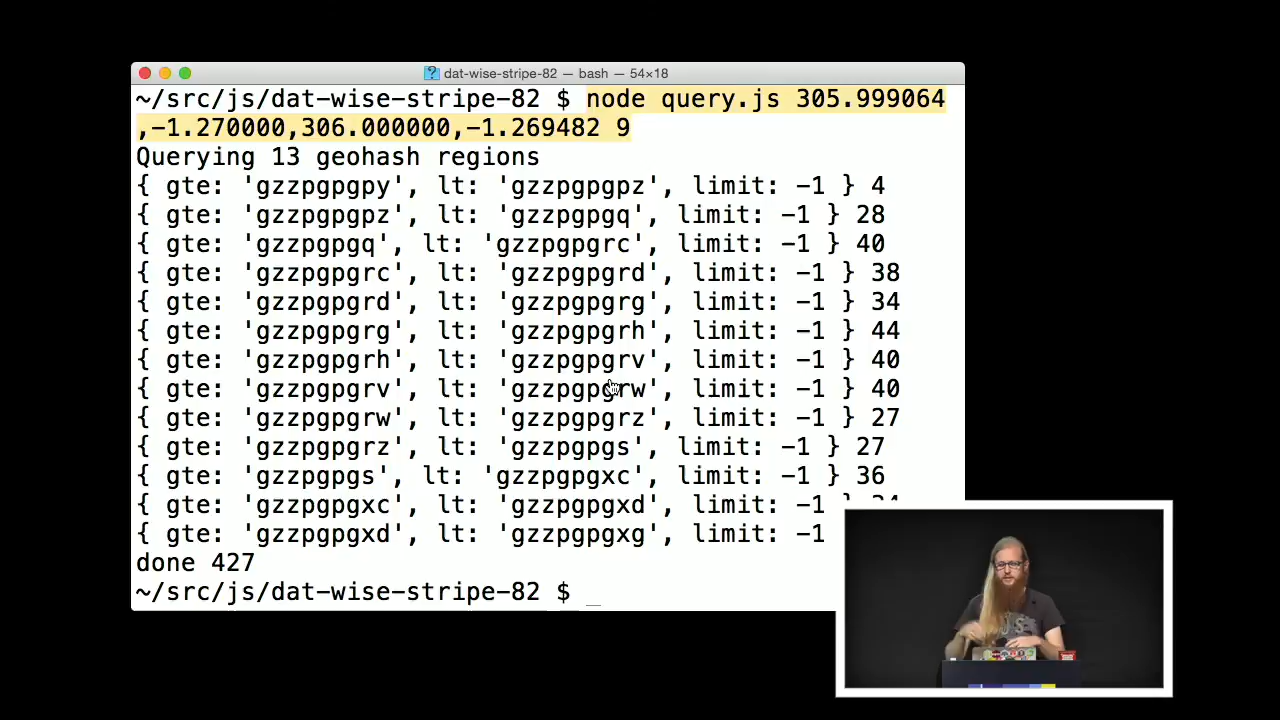 dat-wise-stripe-82 — bash — 54×18
~/src/js/dat-wise-stripe-82 $ node query.js 305.999064
,-1.270000,306.000000,-1.269482 9
Querying 13 geohash regions
{ gte: 'gzzpgpgpy', lt: 'gzzpgpgpz', limit: -1 } 4
{ gte: 'gzzpgpgpz', lt: 'gzzpgpgq', limit: -1 } 28
{ gte: 'gzzpgpgq', lt: 'gzzpgpgrc', limit: -1 } 40
{ gte: 'gzzpgpgrc', lt: 'gzzpgpgrd', limit: -1 } 38
{ gte: 'gzzpgpgrd', lt: 'gzzpgpgrg', limit: -1 } 34
{ gte: 'gzzpgpgrg', lt: 'gzzpgpgrh', limit: -1 } 44
{ gte: 'gzzpgpgrh', lt: 'gzzpgpgrv', limit: -1 } 40
{ gte: 'gzzpgpgrv', lt: 'gzzpgpgrw', limit: -1 } 40
{ gte: 'gzzpgpgrw', lt: 'gzzpgpgrz', limit: -1 } 27
{ gte: 'gzzpgpgrz', lt: 'gzzpgpgs', limit: -1 } 27
{ gte: 'gzzpgpgs', lt: 'gzzpgpgxc', limit: -1 } 36
{ gte: 'gzzpgpgxc', lt: 'gzzpgpgxd', limit: -1
{ gte: 'gzzpgpgxd', lt: 'gzzpgpgxg', limit: -1
done 427
~/src/js/dat-wise-stripe-82 $ _